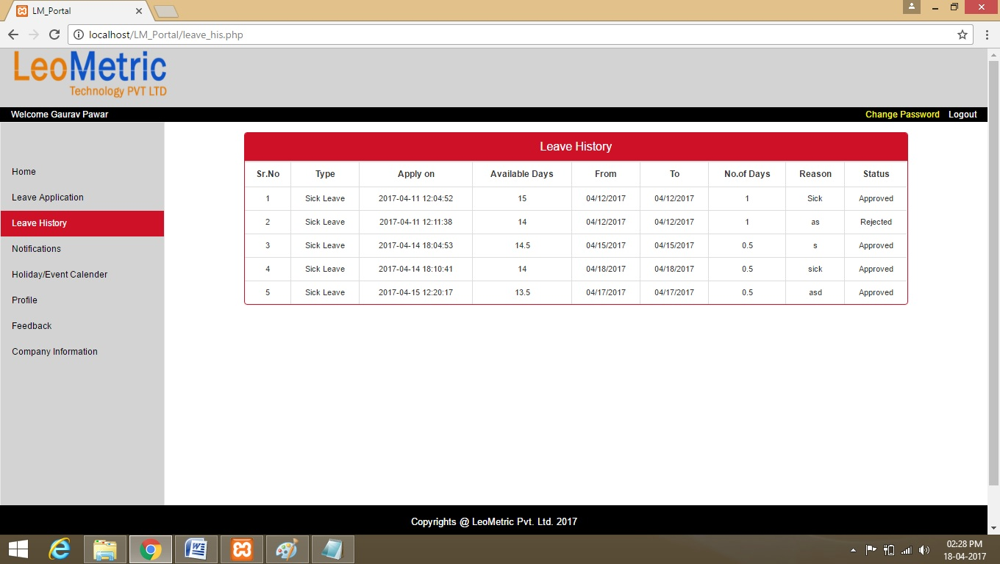 LM_Portal
localhost/LM_Portal/leave_his.php
LeoMetric
Technology PVT LTD
Welcome Gaurav Pawar
Change Password Logout
Home
Leave Application
Leave History
Notifications
Holiday/Event Calender
Profile
Feedback
Company Information
Leave History
Sr.No Type Apply on Available Days From To No.of Days Reason Status
1 Sick Leave 2017-04-11 12:04:52 15 04/12/2017 04/12/2017 1 Sick Approved
2 Sick Leave 2017-04-11 12:11:38 14 04/12/2017 04/12/2017 1 as Rejected
3 Sick Leave 2017-04-14 18:04:53 14.5 04/15/2017 04/15/2017 0.5 s Approved
4 Sick Leave 2017-04-14 18:10:41 14 04/18/2017 04/18/2017 0.5 sick Approved
5 Sick Leave 2017-04-15 12:20:17 13.5 04/17/2017 04/17/2017 0.5 asd Approved
Copyrights @ LeoMetric Pvt. Ltd. 2017
02:28 PM
18-04-2017